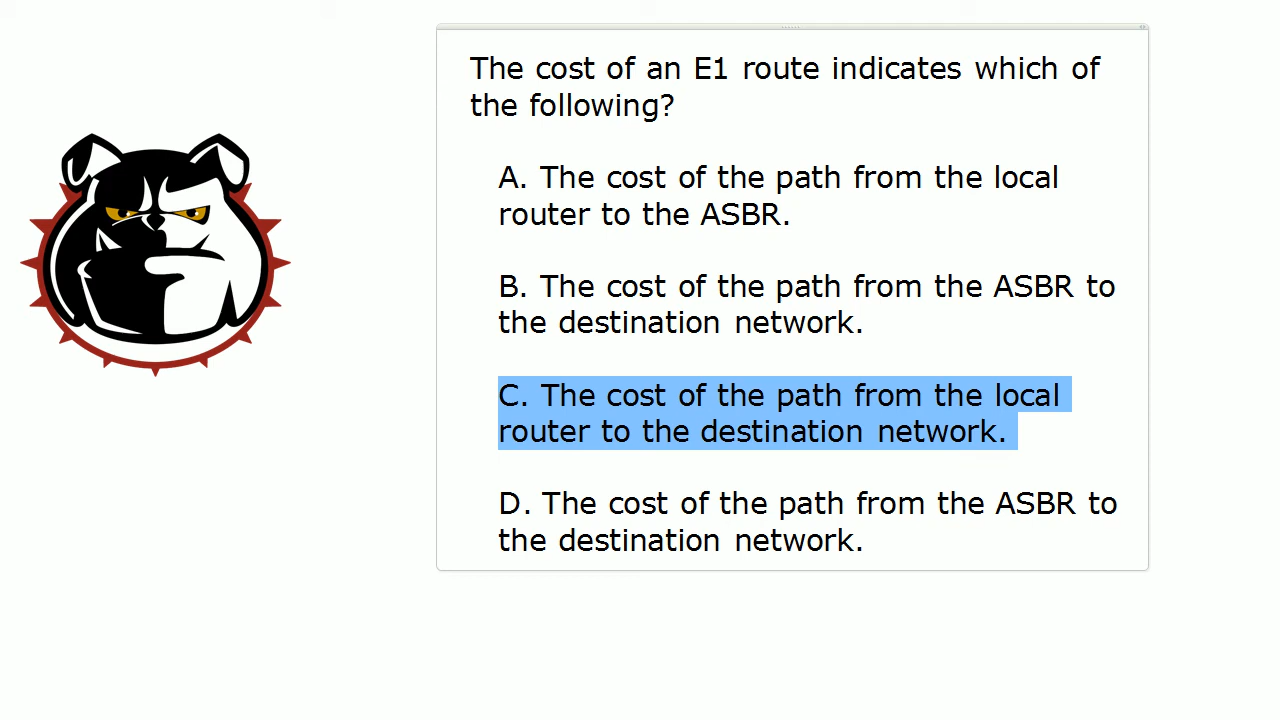 The cost of an E1 route indicates which of
the following?
A. The cost of the path from the local
router to the ASBR.
B. The cost of the path from the ASBR to
the destination network.
C. The cost of the path from the local
router to the destination network.
D. The cost of the path from the ASBR to
the destination network.